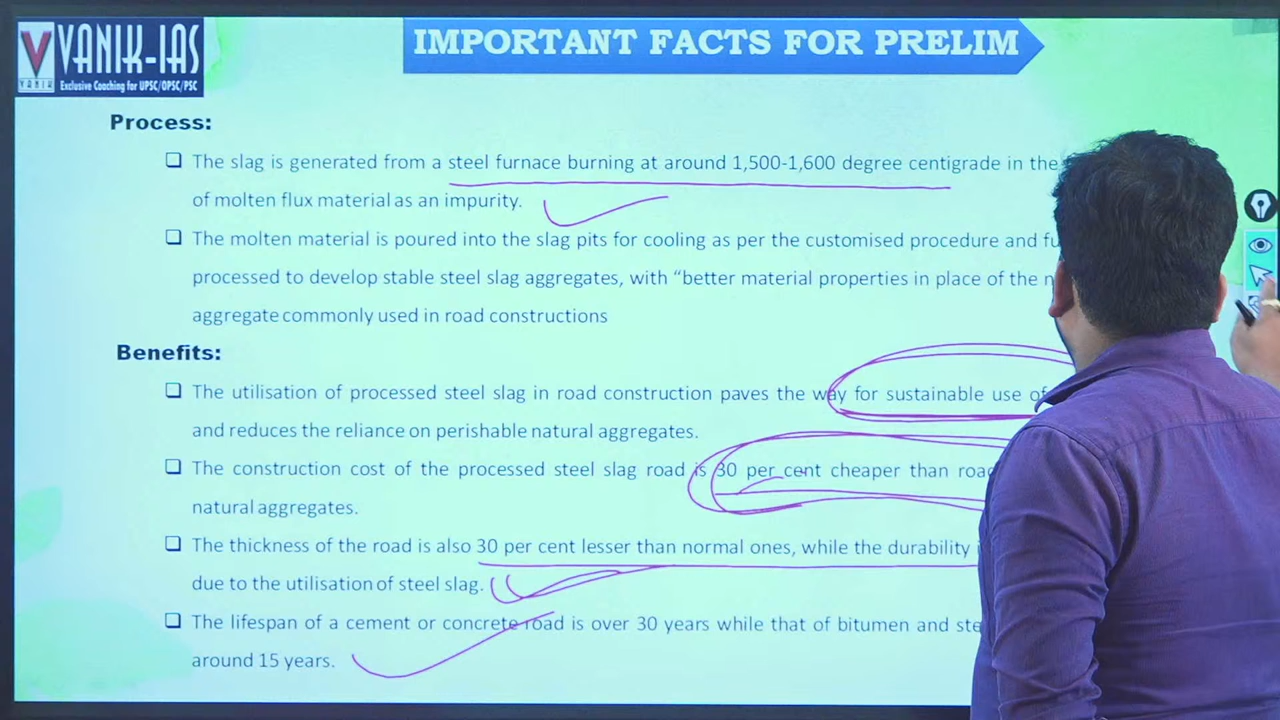 VANIK-IAS
VANIK
Exclusive Coaching for UPSC/OPSC/PSC
IMPORTANT FACTS FOR PRELIM
Process:
The slag is generated from a steel furnace burning at around 1,500-1,600 degree centigrade in the
of molten flux material as an impurity.
The molten material is poured into the slag pits for cooling as per the customised procedure and fu
processed to develop stable steel slag aggregates, with “better material properties in place of the n
aggregate commonly used in road constructions
Benefits:
The utilisation of processed steel slag in road construction paves the way for sustainable use of
and reduces the reliance on perishable natural aggregates.
The construction cost of the processed steel slag road is 30 per cent cheaper than road
natural aggregates.
The thickness of the road is also 30 per cent lesser than normal ones, while the durability
due to the utilisation of steel slag.
The lifespan of a cement or concrete road is over 30 years while that of bitumen and ste
around 15 years.